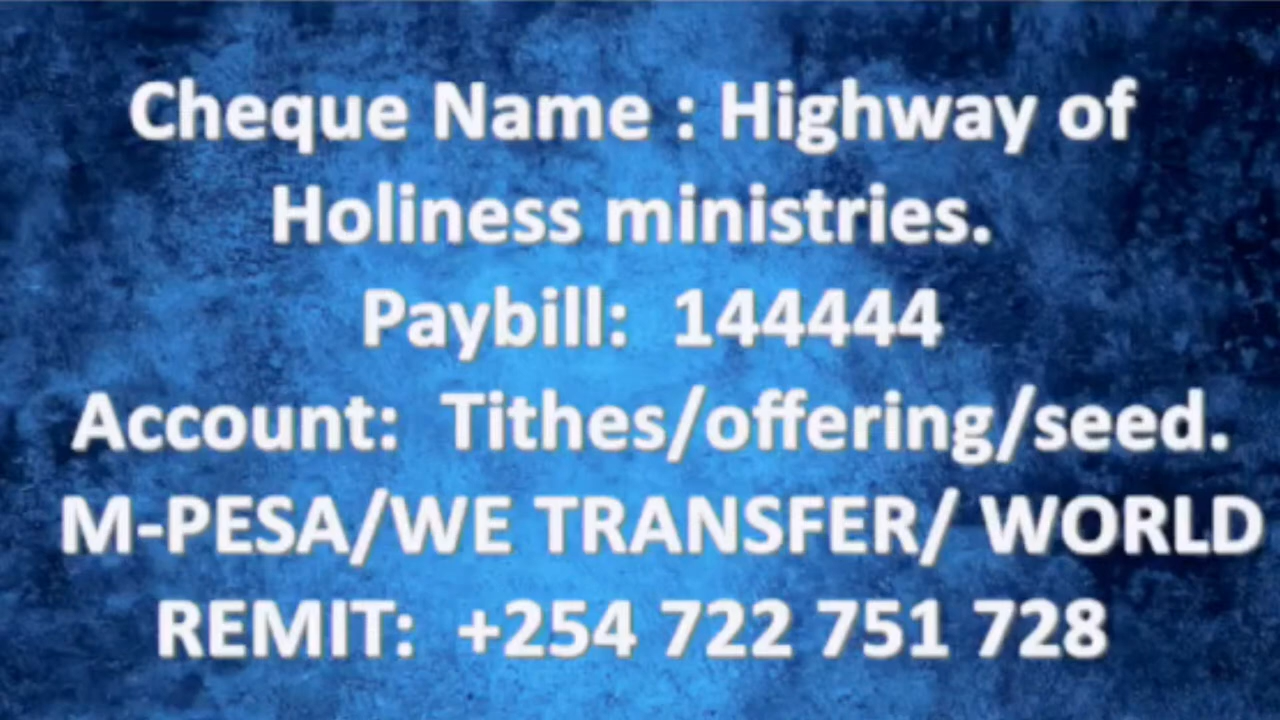 Cheque Name : Highway of
Holiness ministries.
Paybill: 144444
Account: Tithes/offering/seed.
M-PESA/WE TRANSFER/ WORLD
REMIT: +254 722 751 728